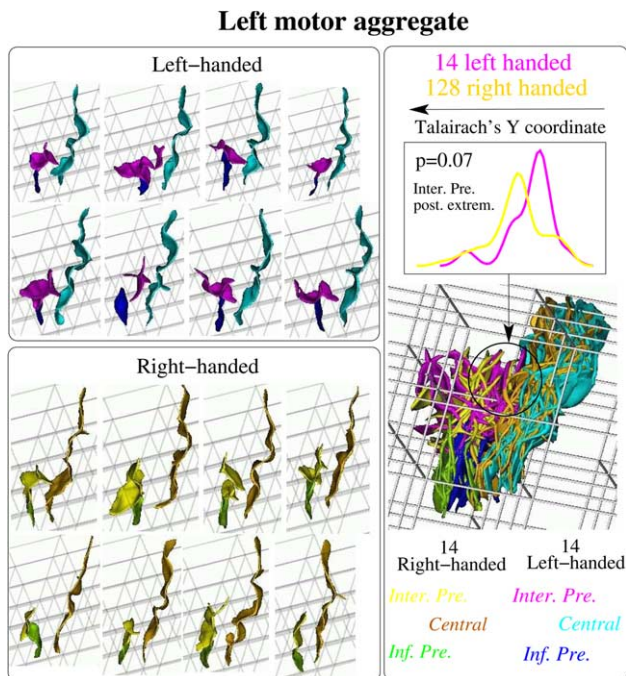 Left motor aggregate
Left-handed
Right-handed
14 left handed
128 right handed
Talairach's Y coordinate
p=0.07
Inter. Pre.
post. extrem.
14 14
Right-handed Left-handed
Inter. Pre. Inter. Pre.
Central Central
Inf. Pre. Inf. Pre.